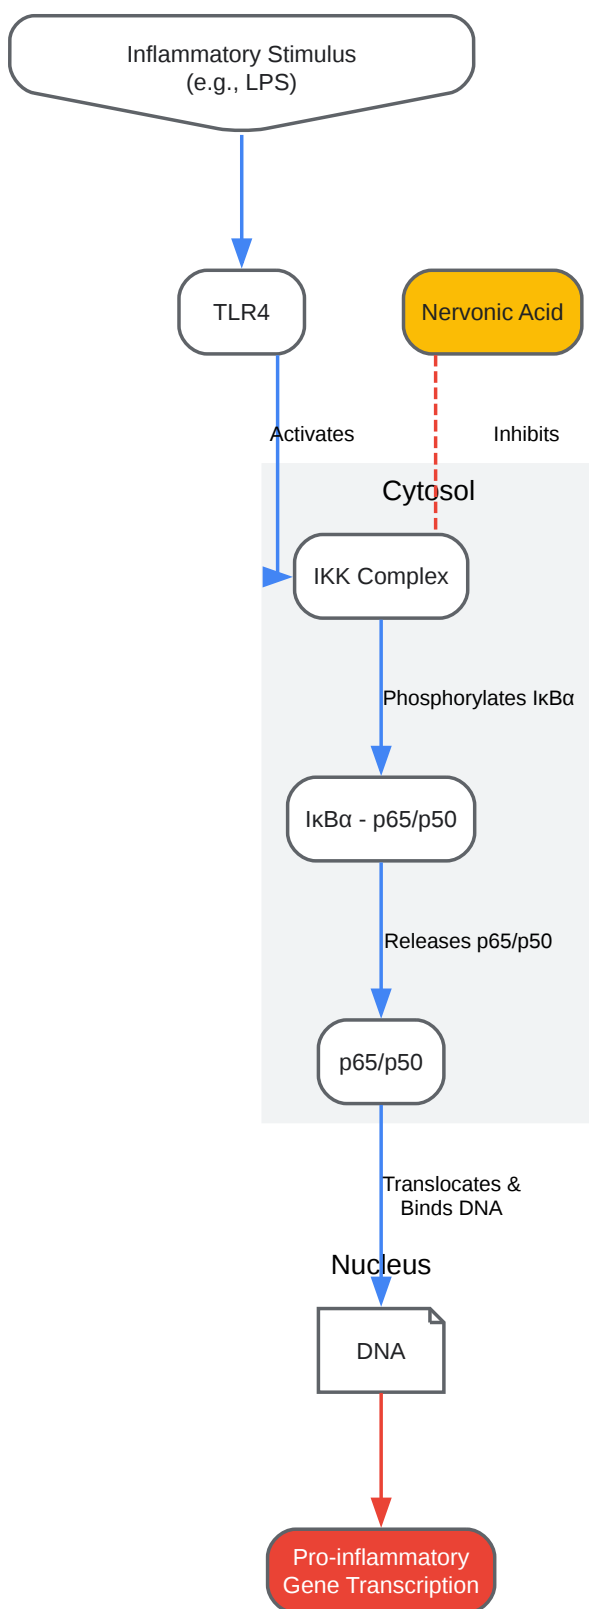 Inflammatory Stimulus
(e.g., LPS)
TLR4
Nervonic Acid
Activates
Inhibits
Cytosol
IKK Complex
Phosphorylates IκBα
IκBα - p65/p50
Releases p65/p50
p65/p50
Translocates &
Binds DNA
Nucleus
DNA
Pro-inflammatory
Gene Transcription